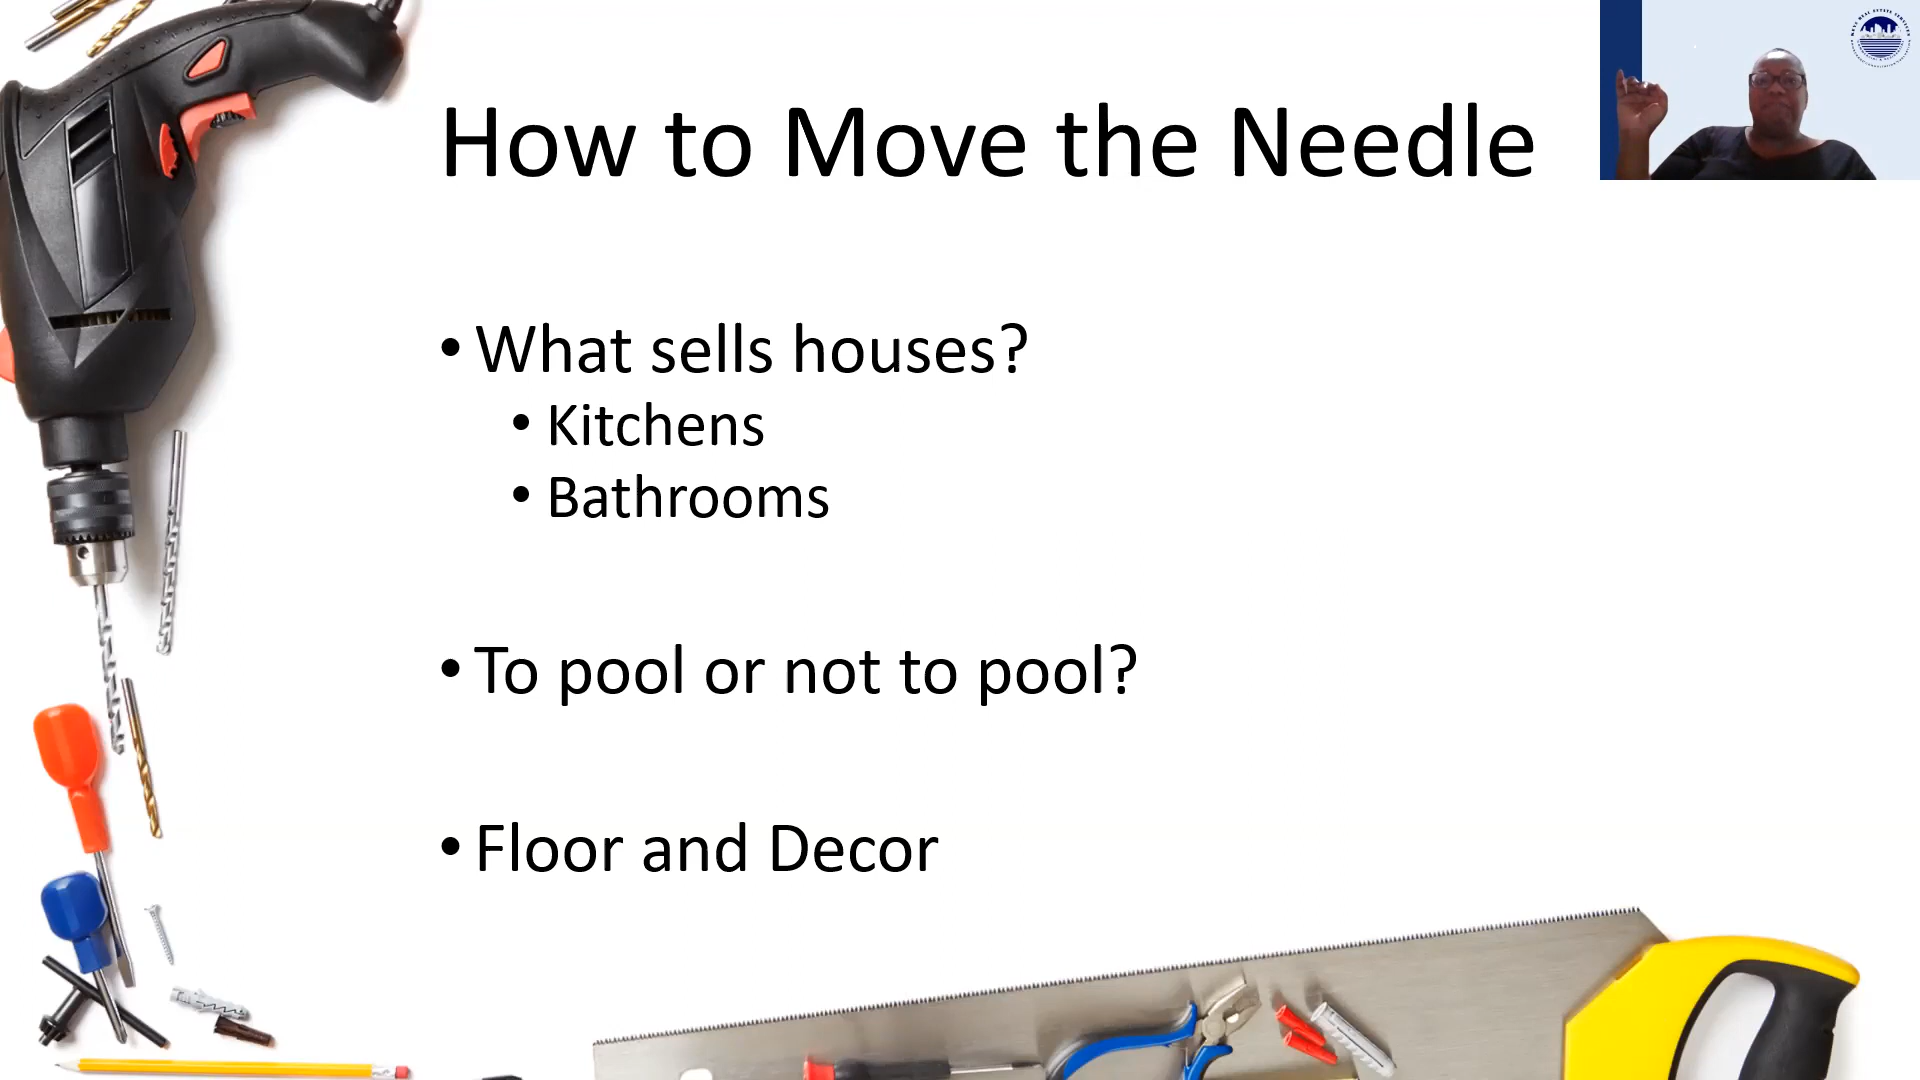 How to Move the Needle
• What sells houses?
• Kitchens
• Bathrooms
• To pool or not to pool?
• Floor and Decor